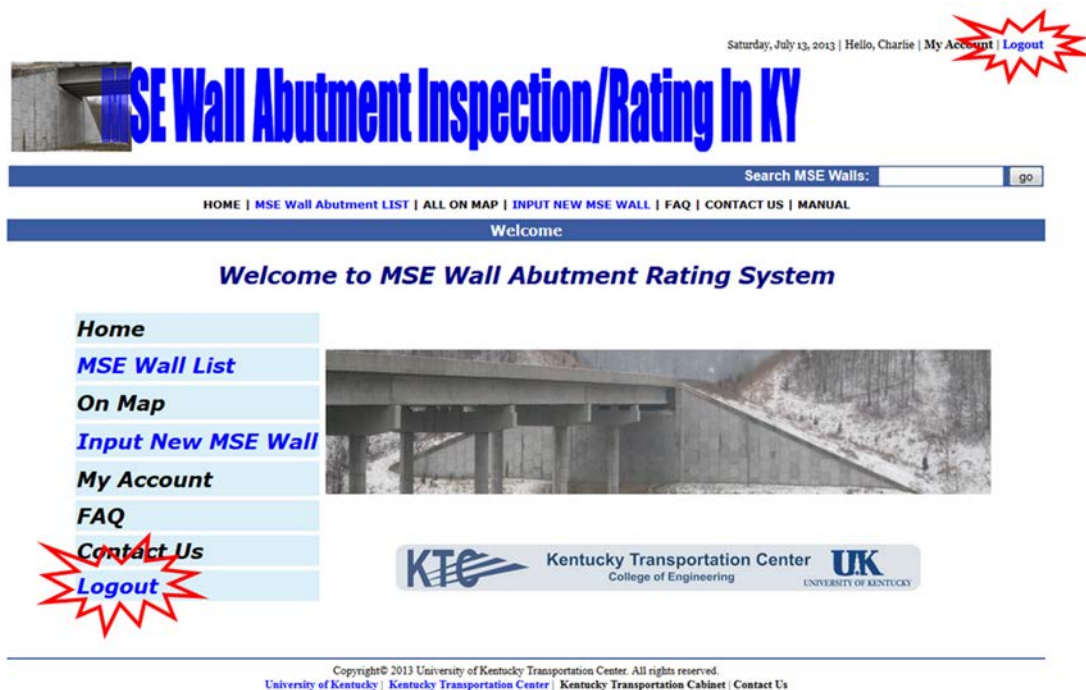 Saturday, July 13, 2013 | Hello, Charlie | My Account | Logout
MSE Wall Abutment Inspection/Rating In KY
Search MSE Walls: go
HOME | MSE Wall Abutment LIST | ALL ON MAP | INPUT NEW MSE WALL | FAQ | CONTACT US | MANUAL
Welcome
Welcome to MSE Wall Abutment Rating System
Home
MSE Wall List
On Map
Input New MSE Wall
My Account
FAQ
Contact Us
Logout
KTC Kentucky Transportation Center UK
College of Engineering UNIVERSITY OF KENTUCKY
Copyright© 2013 University of Kentucky Transportation Center. All rights reserved.
University of Kentucky | Kentucky Transportation Center | Kentucky Transportation Cabinet | Contact Us